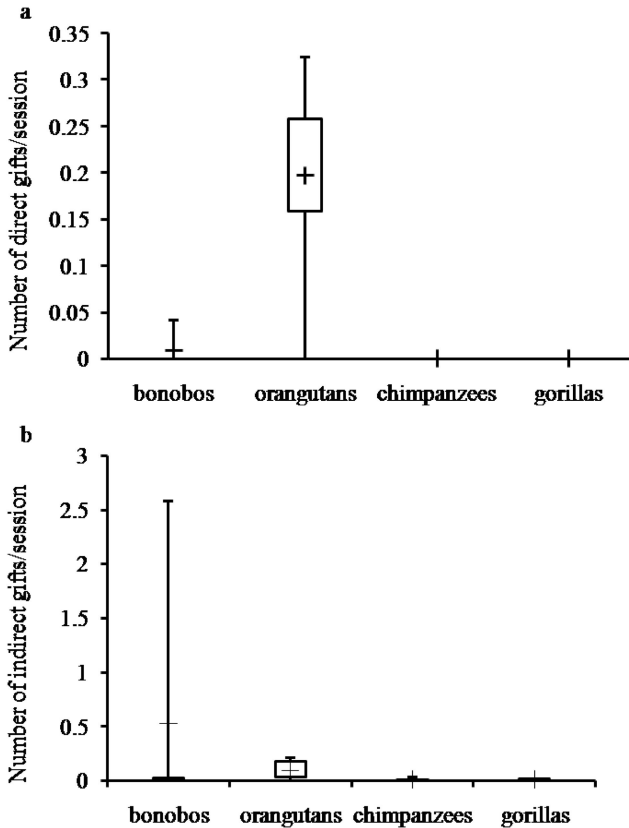 a
Number of direct gifts/session
0.35
0.3
0.25
0.2
0.15
0.1
0.05
0
bonobos orangutans chimpanzees gorillas
b
Number of indirect gifts/session
3
2.5
2
1.5
1
0.5
0
bonobos orangutans chimpanzees gorillas